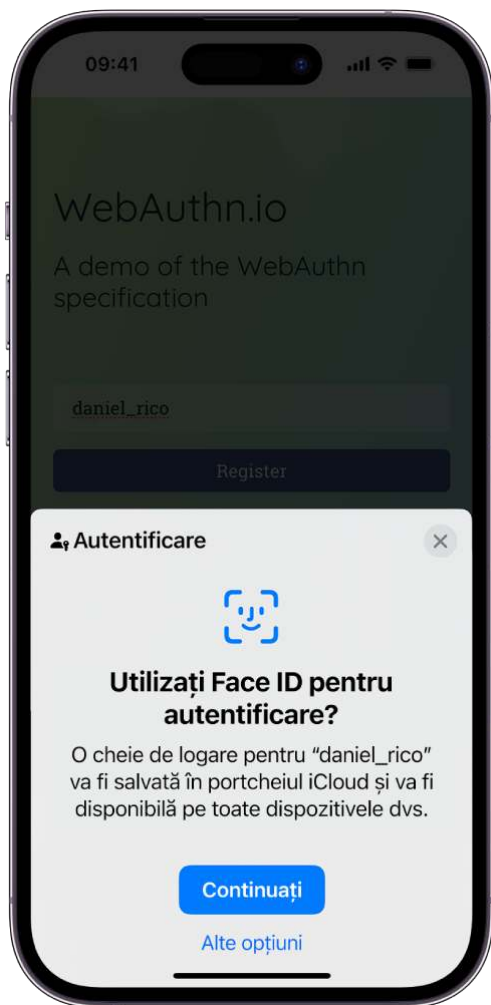 09:41
WebAuthn.io
A demo of the WebAuthn
specification
daniel_rico
Register
Autentificare
Utilizați Face ID pentru
autentificare?
O cheie de logare pentru “daniel_rico”
va fi salvată în portcheiul iCloud și va fi
disponibilă pe toate dispozitivele dvs.
Continuați
Alte opțiuni